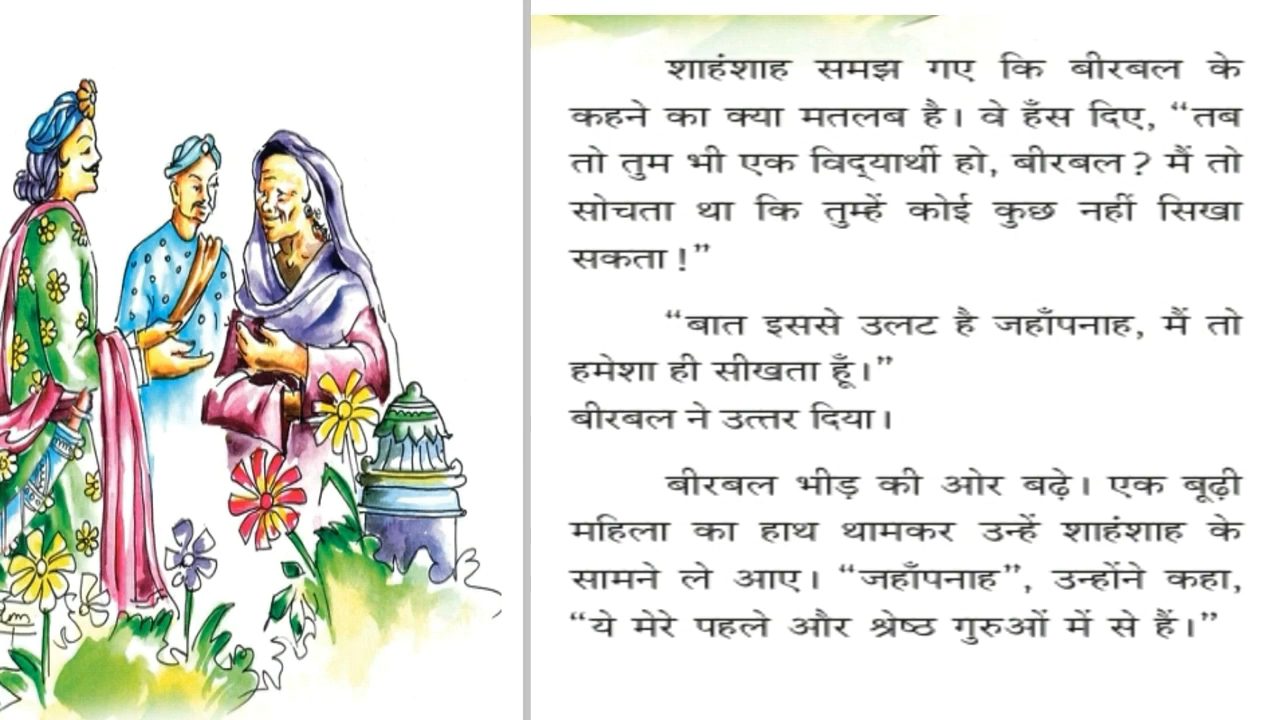 शाहंशाह समझ गए कि बीरबल के
कहने का क्या मतलब है। वे हँस दिए, “तब
तो तुम भी एक विद्यार्थी हो, बीरबल? मैं तो
सोचता था कि तुम्हें कोई कुछ नहीं सिखा
सकता!”
“बात इससे उलट है जहाँपनाह, मैं तो
हमेशा ही सीखता हूँ।”
बीरबल ने उत्तर दिया।
बीरबल भीड़ की ओर बढ़े। एक बूढ़ी
महिला का हाथ थामकर उन्हें शाहंशाह के
सामने ले आए। “जहाँपनाह”, उन्होंने कहा,
“ये मेरे पहले और श्रेष्ठ गुरुओं में से हैं।”